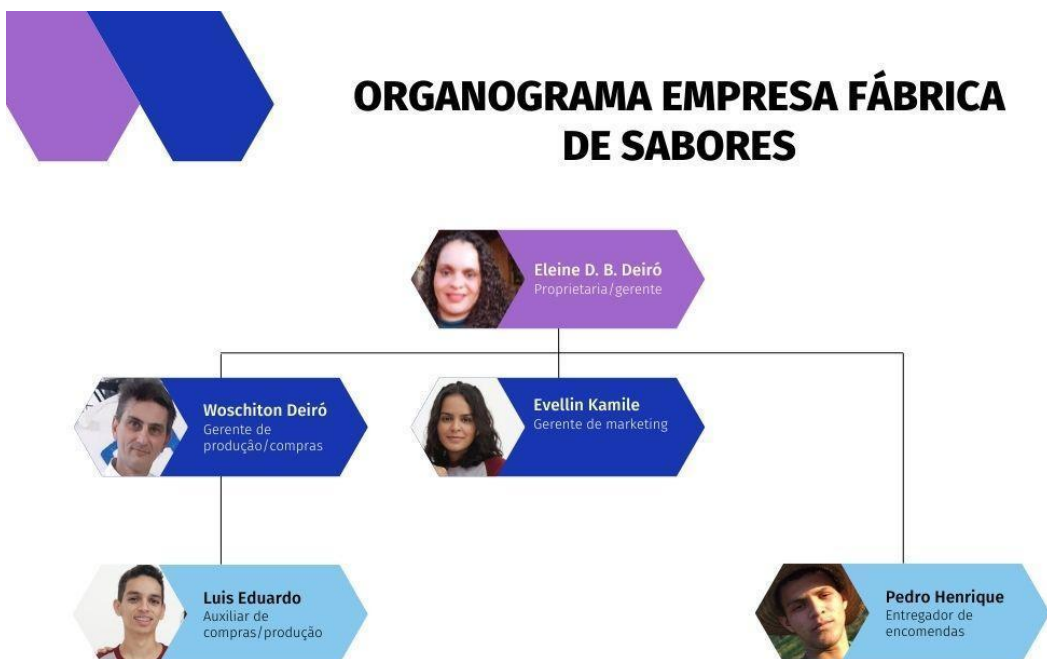 ORGANOGRAMA EMPRESA FÁBRICA
DE SABORES
Eleine D. B. Deiró
Proprietaria/gerente
Woschiton Deiró
Gerente de
produção/compras
Evellin Kamile
Gerente de marketing
Luis Eduardo
Auxiliar de
compras/produção
Pedro Henrique
Entregador de
encomendas